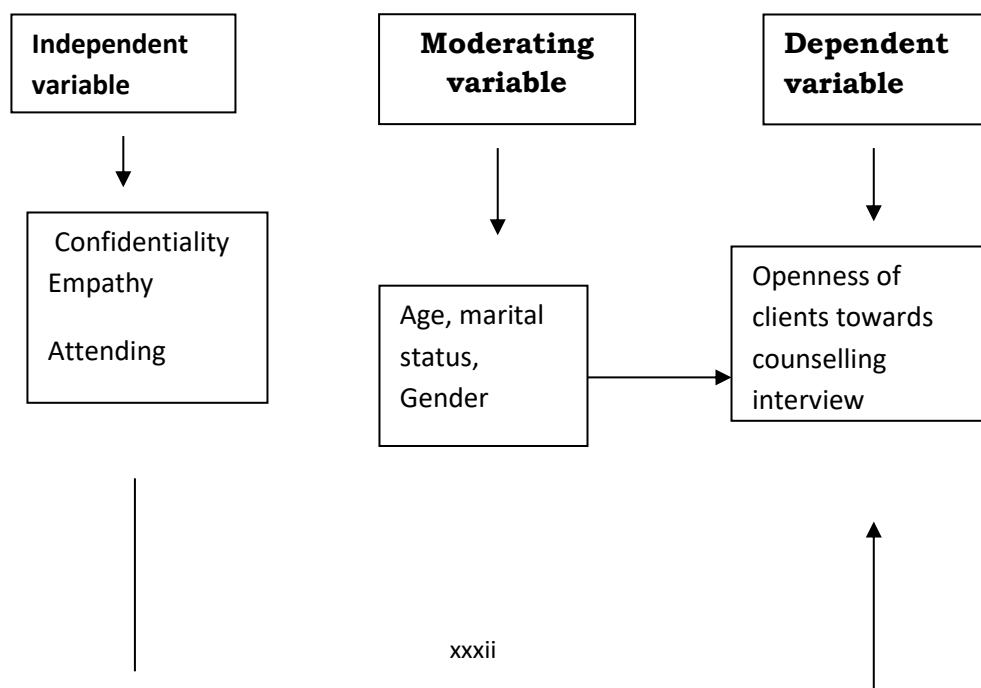 Independent
variable
Moderating
variable
Dependent
variable
Confidentiality
Empathy
Attending
Age, marital
status,
Gender
Openness of
clients towards
counselling
interview
xxxii